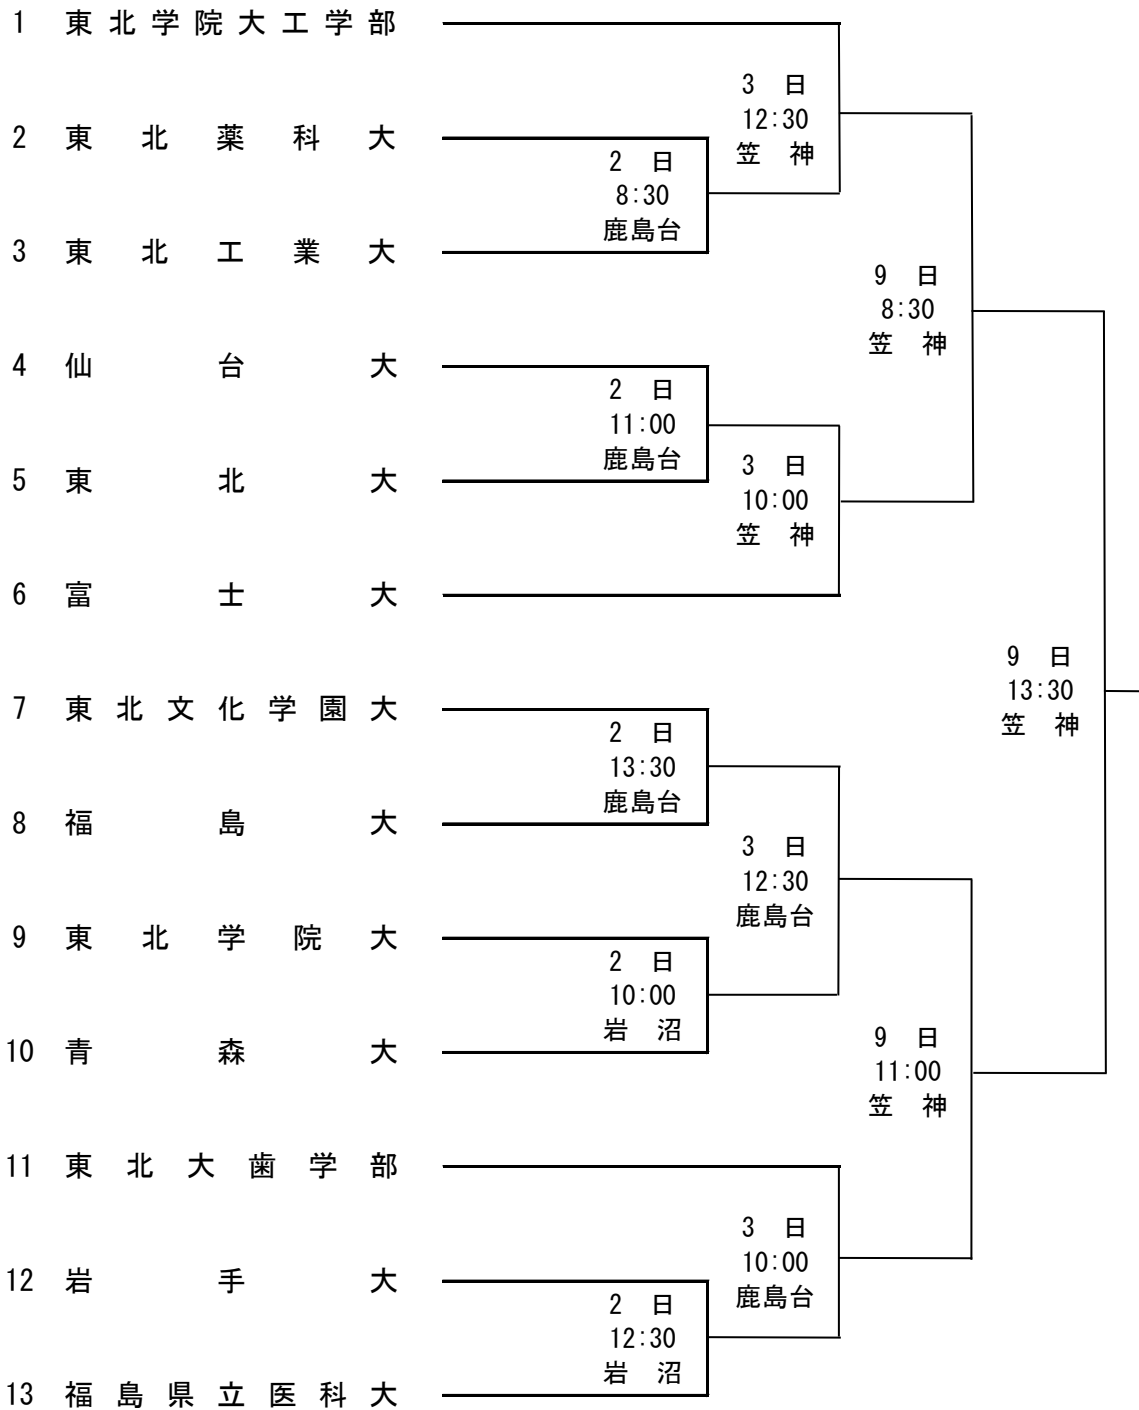 1 東北学院大工学部
3 日
12:30
笠 神
2 東北薬科大
2 日
8:30
鹿島台
3 東北工業大
9 日
8:30
笠 神
4 仙台大
2 日
11:00
鹿島台
5 東北大
3 日
10:00
笠 神
6 富士大
9 日
13:30
笠 神
7 東北文化学園大
2 日
13:30
鹿島台
8 福島大
3 日
12:30
鹿島台
9 東北学院大
2 日
10:00
岩 沼
10 青森大
9 日
11:00
笠 神
11 東北大歯学部
3 日
10:00
鹿島台
12 岩手大
2 日
12:30
岩 沼
13 福島県立医科大